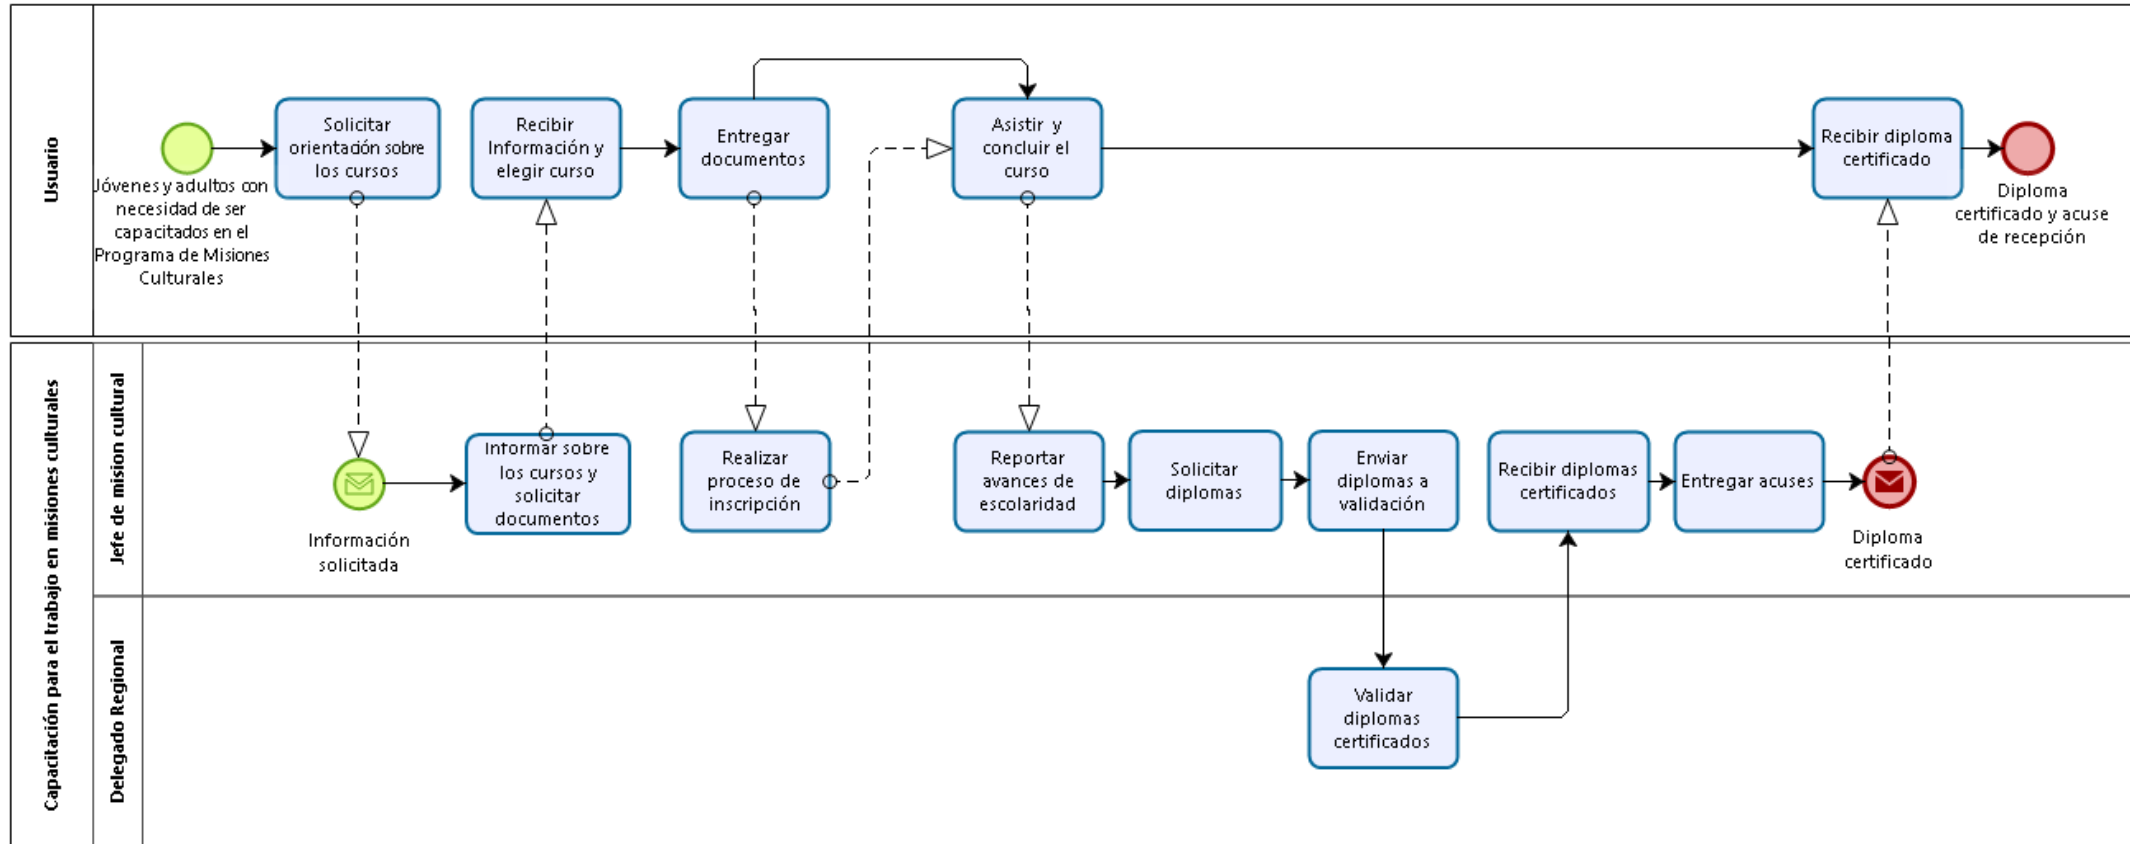 Usuario
Jóvenes y adultos con
necesidad de ser
capacitados en el
Programa de Misiones
Culturales
Solicitar
orientación sobre
los cursos
Recibir
Información y
elegir curso
Entregar
documentos
Asistir y
concluir el
curso
Recibir diploma
certificado
Diploma
certificado y acuse
de recepción
Capacitación para el trabajo en misiones culturales
Jefe de mision cultural
Información
solicitada
Informar sobre
los cursos y
solicitar
documentos
Realizar
proceso de
inscripción
Reportar
avances de
escolaridad
Solicitar
diplomas
Enviar
diplomas a
validación
Recibir diplomas
certificados
Entregar acuses
Diploma
certificado
Delegado Regional
Validar
diplomas
certificados